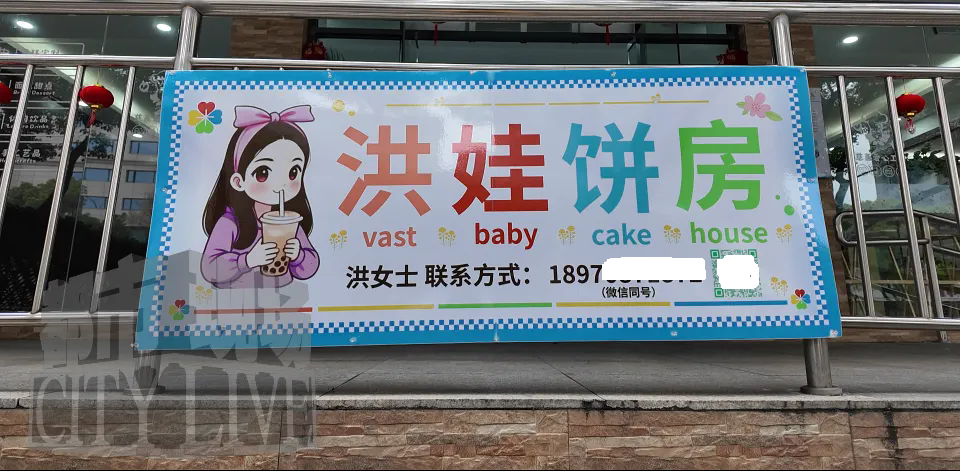 洪娃饼房
vast baby cake house
洪女士 联系方式：1897
(微信同号)
CITY LIVE